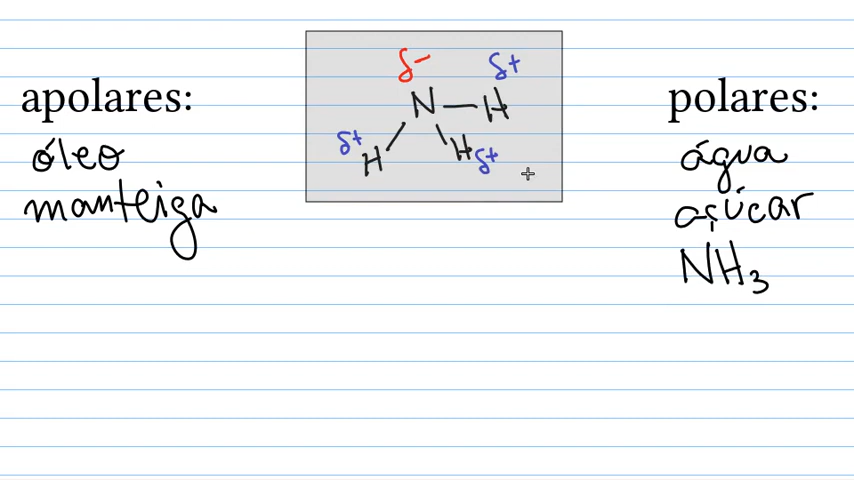 apolares:
óleo
manteiga
δ- δ+
N — H
δ+ H H δ+
polares:
água
açúcar
NH3